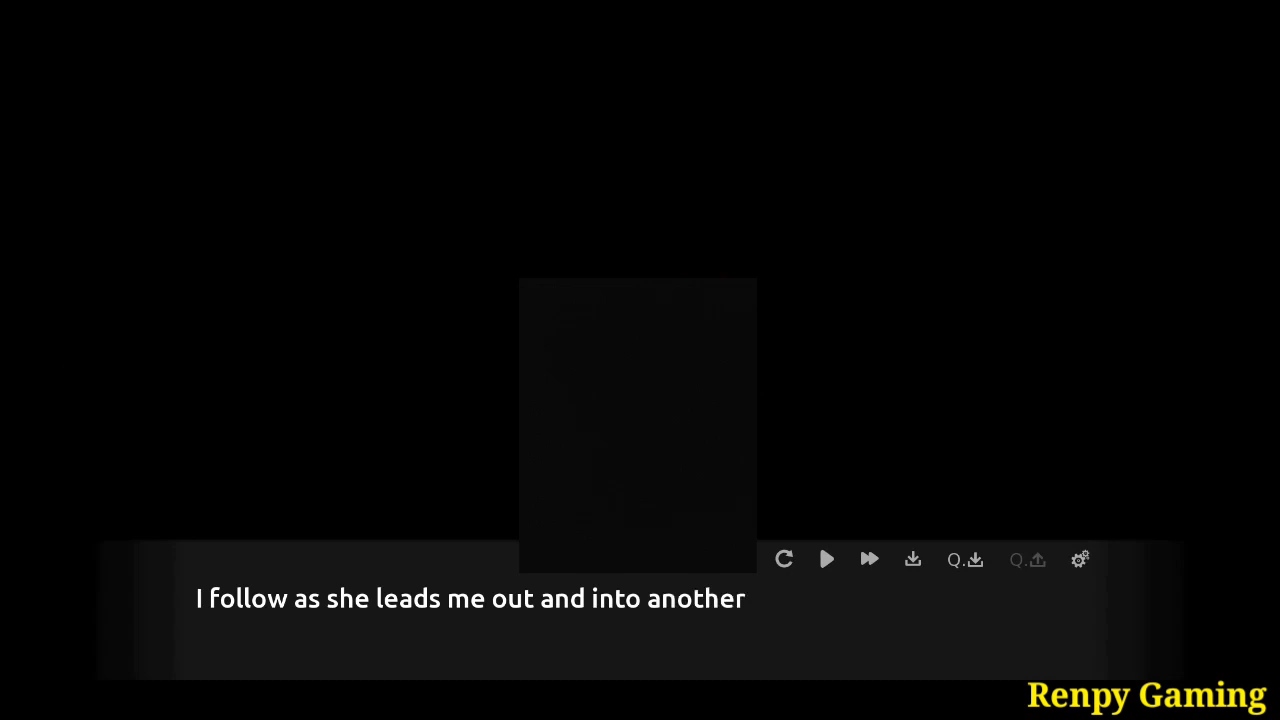 Q.
Q.
I follow as she leads me out and into another
Renpy Gaming